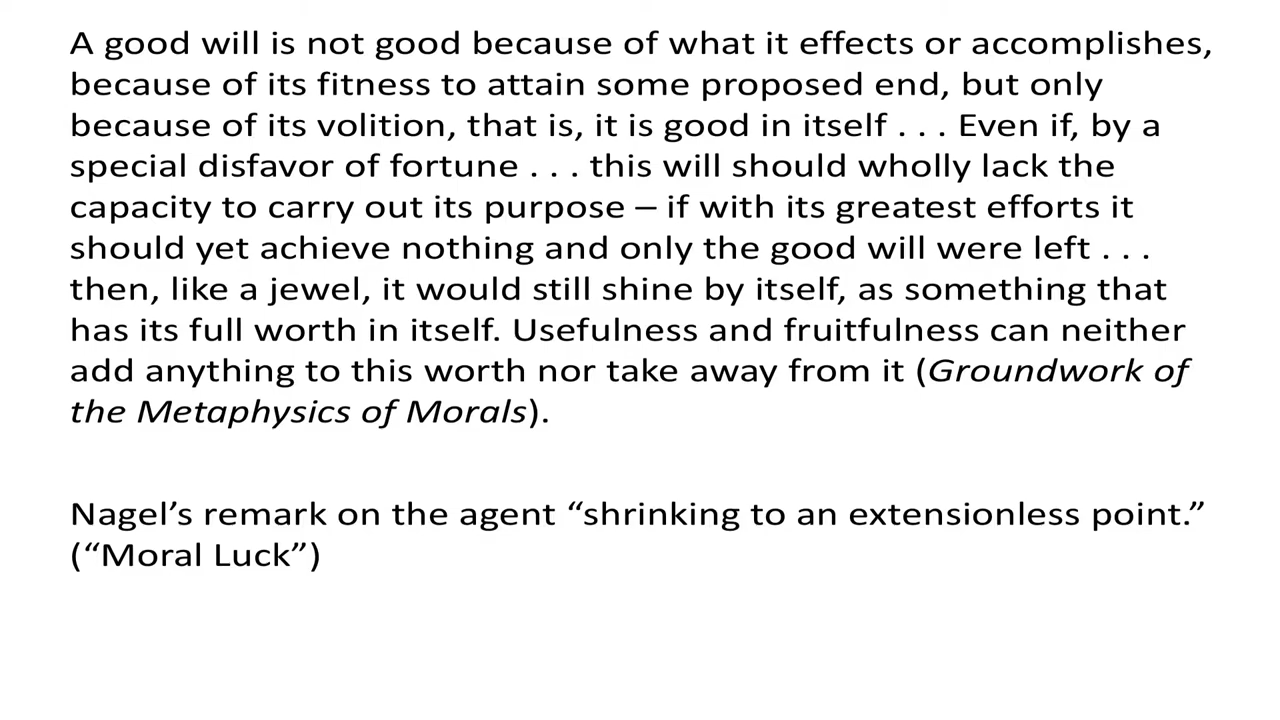 A good will is not good because of what it effects or accomplishes,
because of its fitness to attain some proposed end, but only
because of its volition, that is, it is good in itself . . . Even if, by a
special disfavor of fortune . . . this will should wholly lack the
capacity to carry out its purpose – if with its greatest efforts it
should yet achieve nothing and only the good will were left . . .
then, like a jewel, it would still shine by itself, as something that
has its full worth in itself. Usefulness and fruitfulness can neither
add anything to this worth nor take away from it (Groundwork of
the Metaphysics of Morals).
Nagel’s remark on the agent “shrinking to an extensionless point.”
(“Moral Luck”)